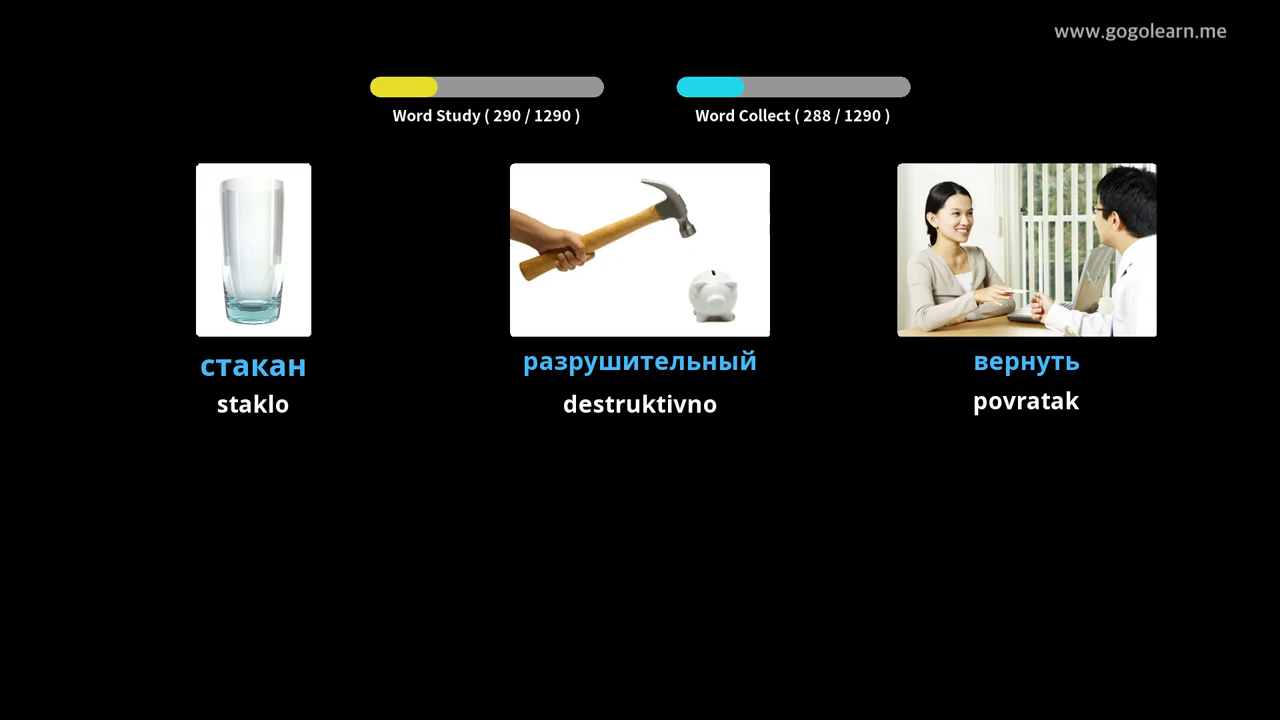 www.gogolearn.me
Word Study ( 290 / 1290 )
Word Collect ( 288 / 1290 )
стакан
staklo
разрушительный
destruktivno
вернуть
povratak